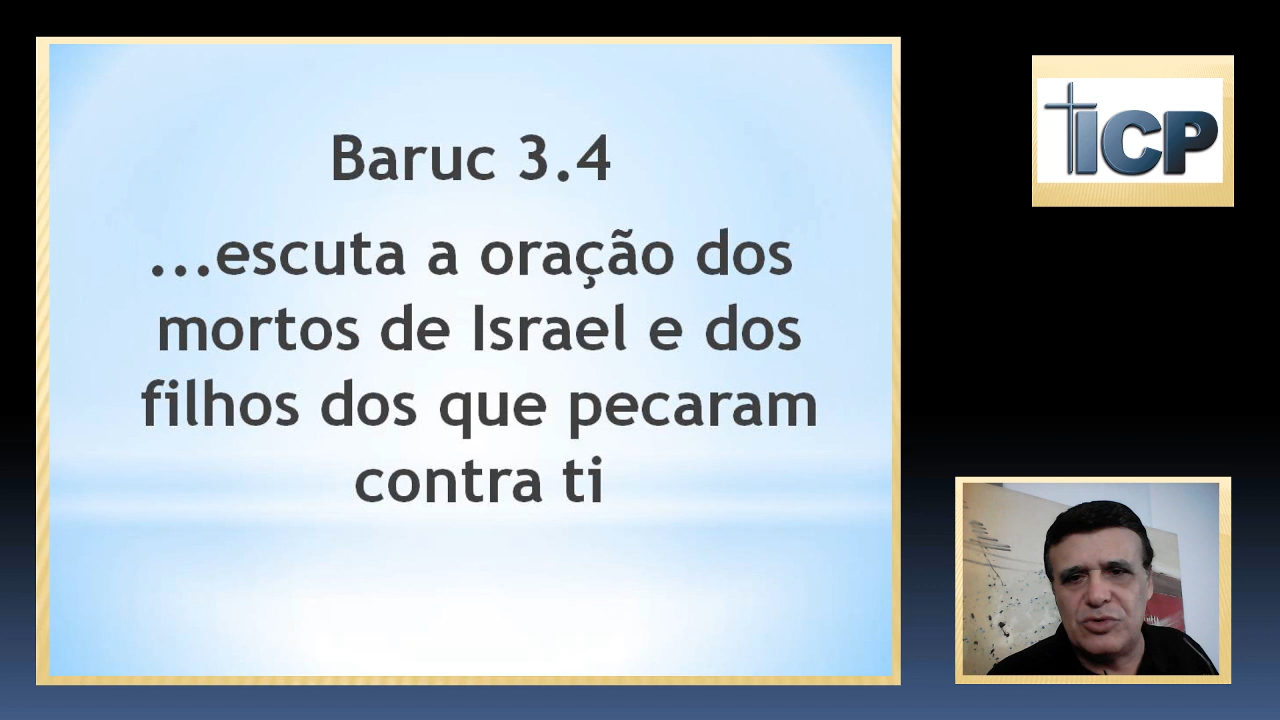 Baruc 3.4
...escuta a oração dos
mortos de Israel e dos
filhos dos que pecaram
contra ti
ICP